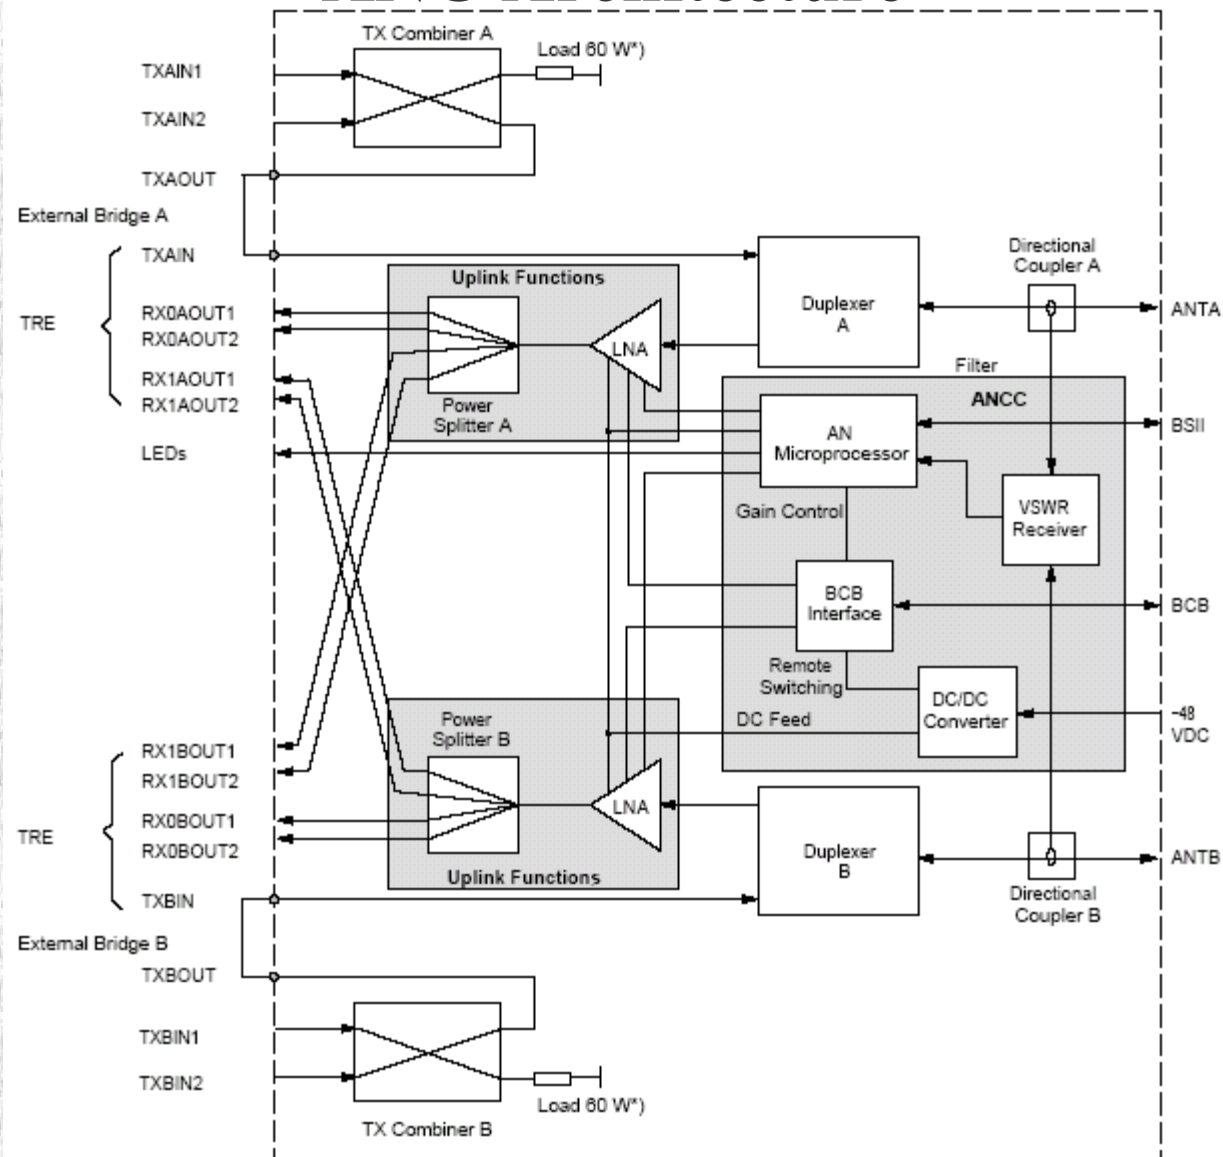 TX Combiner A
Load 60 W*)
TXAIN1
TXAIN2
TXAOUT
External Bridge A
TXAIN
TRE
RX0AOUT1
RX0AOUT2
RX1AOUT1
RX1AOUT2
LEDs
Uplink Functions
LNA
Power
Splitter A
Duplexer
A
Directional
Coupler A
ANTA
Filter
ANCC
AN
Microprocessor
BSII
VSWR
Receiver
Gain Control
BCB
Interface
BCB
Remote
Switching
DC/DC
Converter
DC Feed
-48
VDC
Power
Splitter B
LNA
Uplink Functions
RX1BOUT1
RX1BOUT2
RX0BOUT1
RX0BOUT2
TRE
TXBIN
Duplexer
B
ANTB
Directional
Coupler B
External Bridge B
TXBOUT
TXBIN1
TXBIN2
Load 60 W*)
TX Combiner B